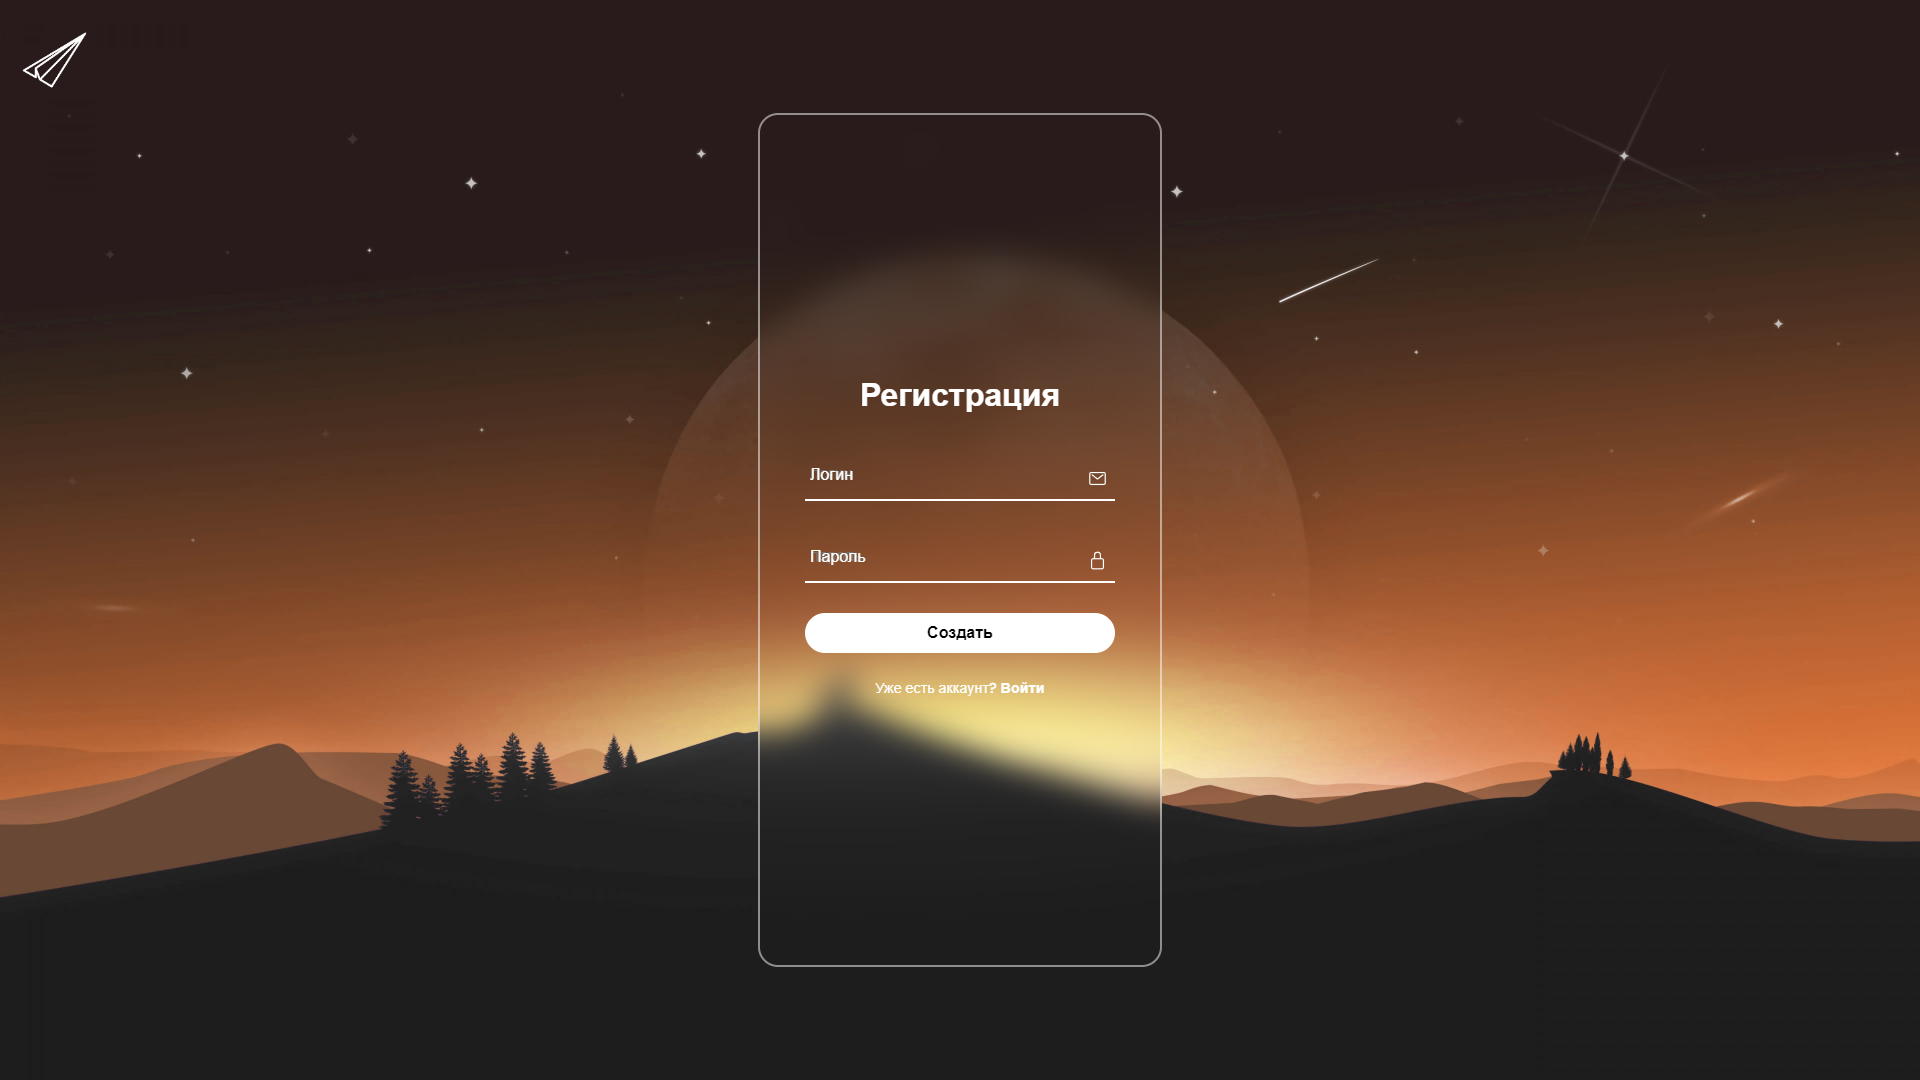 Регистрация
Логин
Пароль
Создать
Уже есть аккаунт? Войти